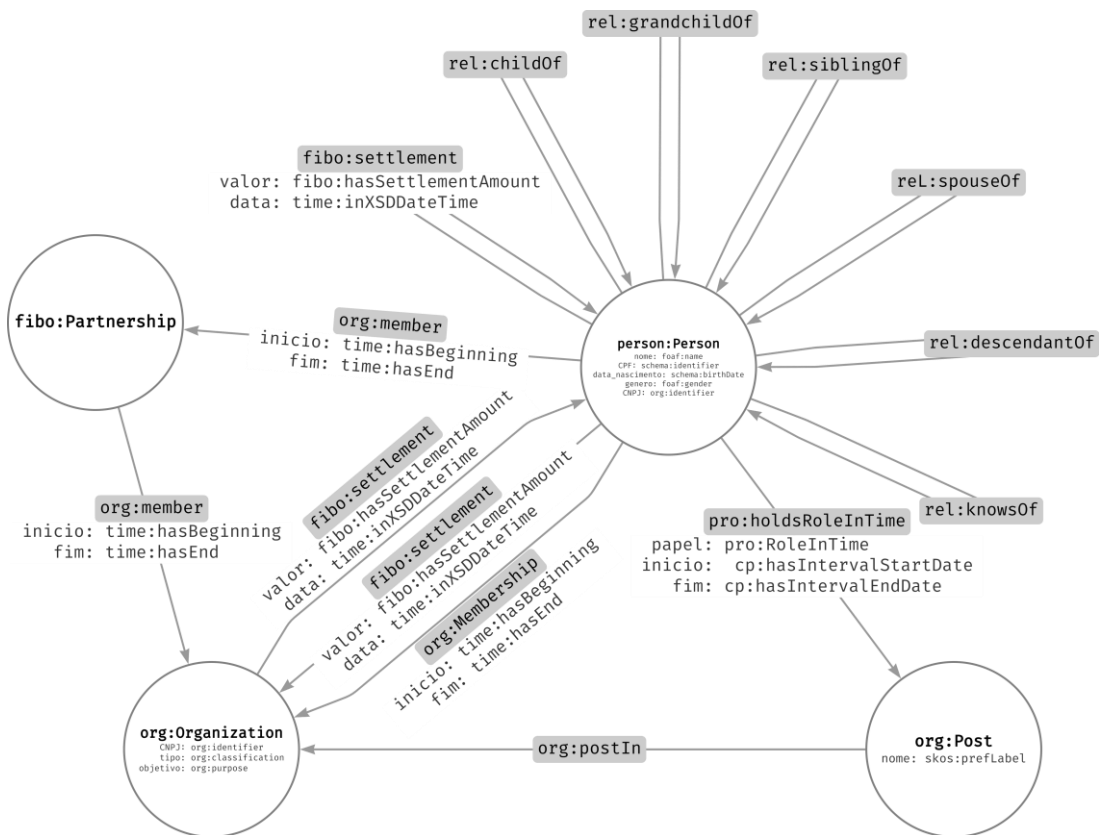 rel:grandchildOf
rel:childOf
rel:siblingOf
fibo:settlement
valor: fibo:hasSettlementAmount
data: time:inXSDDateTime
reL:spouseOf
fibo:Partnership
org:member
inicio: time:hasBeginning
fim: time:hasEnd
person:Person
nome: foaf:name
CPF: schema:identifier
data_nascimento: schema:birthDate
genero: foaf:gender
CNPJ: org:identifier
rel:descendantOf
org:member
inicio: time:hasBeginning
fim: time:hasEnd
fibo:settlement
valor: fibo:hasSettlementAmount
data: time:inXSDDateTime
fibo:settlement
valor: fibo:hasSettlementAmount
data: time:inXSDDateTime
org:Membership
inicio: time:hasBeginning
fim: time:hasEnd
rel:knowsOf
pro:holdsRoleInTime
papel: pro:RoleInTime
inicio: cp:hasIntervalStartDate
fim: cp:hasIntervalEndDate
org:Organization
CNPJ: org:identifier
tipo: org:classification
objetivo: org:purpose
org:postIn
org:Post
nome: skos:prefLabel